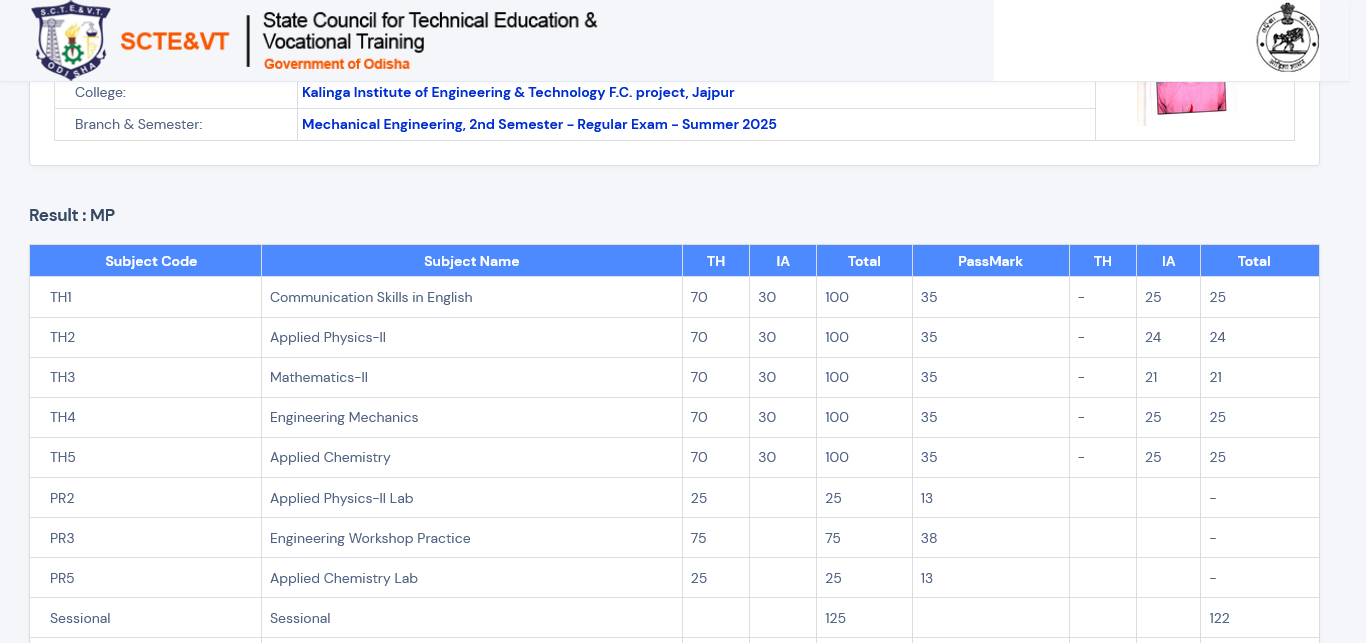 S.C.T.E.&V.T.
ODISHA
SCTE&VT
State Council for Technical Education &
Vocational Training
Government of Odisha
College: Kalinga Institute of Engineering & Technology F.C. project, Jajpur
Branch & Semester: Mechanical Engineering, 2nd Semester - Regular Exam - Summer 2025
Result : MP
Subject Code Subject Name TH IA Total PassMark TH IA Total
TH1 Communication Skills in English 70 30 100 35 - 25 25
TH2 Applied Physics-II 70 30 100 35 - 24 24
TH3 Mathematics-II 70 30 100 35 - 21 21
TH4 Engineering Mechanics 70 30 100 35 - 25 25
TH5 Applied Chemistry 70 30 100 35 - 25 25
PR2 Applied Physics-II Lab 25 25 13 -
PR3 Engineering Workshop Practice 75 75 38 -
PR5 Applied Chemistry Lab 25 25 13 -
Sessional Sessional 125 122